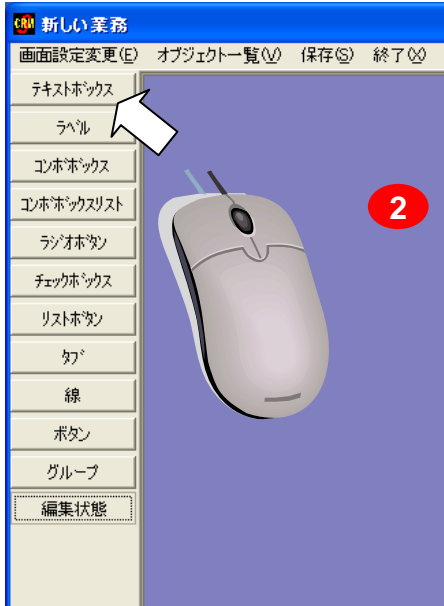 CRM 新しい業務
画面設定変更(E) オブジェクト一覧(V) 保存(S) 終了(X)
ﾃｷｽﾄﾎﾞｯｸｽ
ﾗﾍﾞﾙ
ｺﾝﾎﾞﾎﾞｯｸｽ
ｺﾝﾎﾞﾎﾞｯｸｽﾘｽﾄ
ﾗｼﾞｵﾎﾞﾀﾝ
ﾁｪｯｸﾎﾞｯｸｽ
ﾘｽﾄﾎﾞﾀﾝ
ﾀﾌﾞ
線
ボタン
グループ
編集状態
2